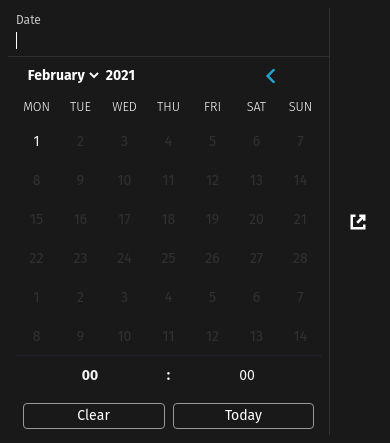 Date
February 2021
MON TUE WED THU FRI SAT SUN
1 2 3 4 5 6 7
8 9 10 11 12 13 14
15 16 17 18 19 20 21
22 23 24 25 26 27 28
1 2 3 4 5 6 7
8 9 10 11 12 13 14
00 : 00
Clear Today